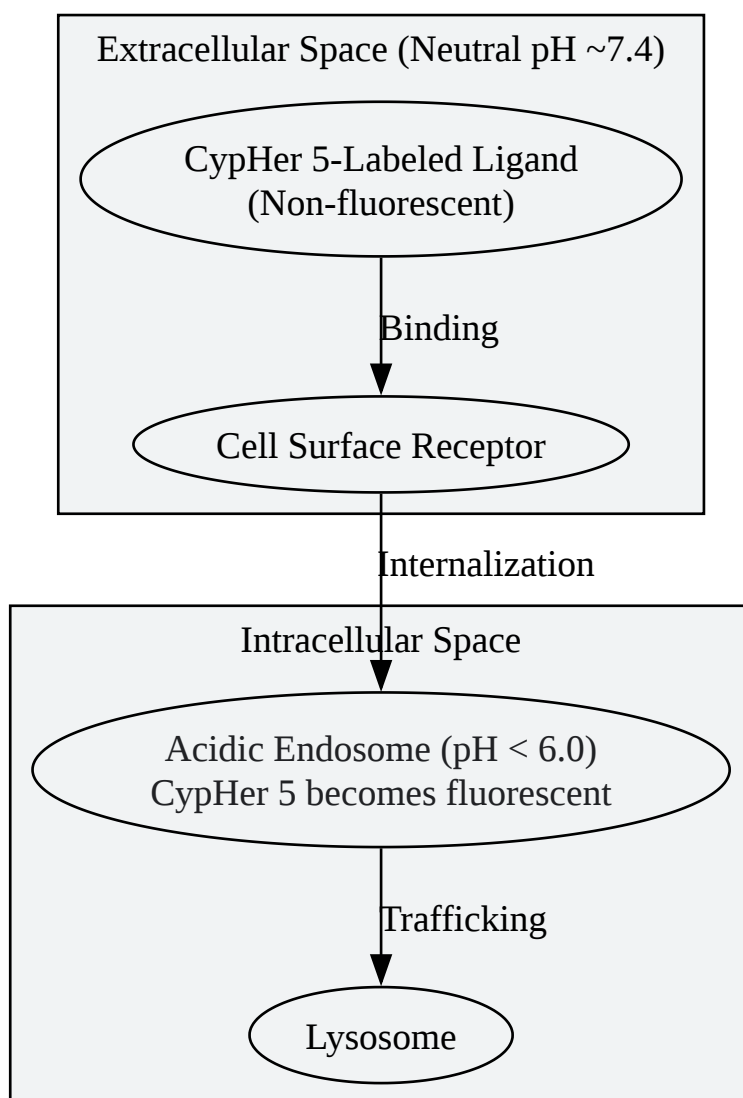 Extracellular Space (Neutral pH ~7.4)
CypHer 5-Labeled Ligand
(Non-fluorescent)
Binding
Cell Surface Receptor
Internalization
Intracellular Space
Acidic Endosome (pH < 6.0)
CypHer 5 becomes fluorescent
Trafficking
Lysosome